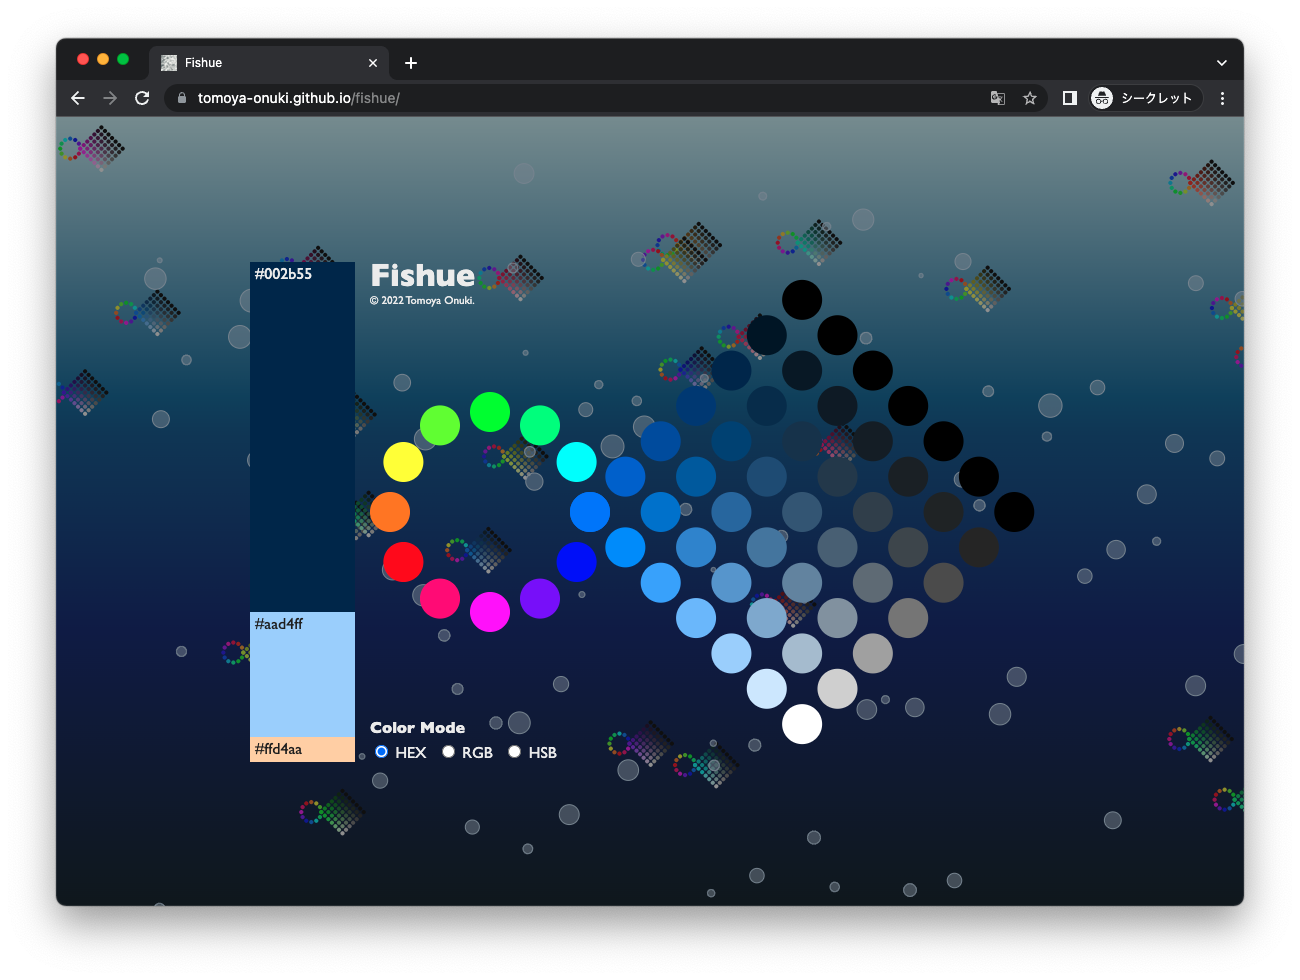 Fishue
tomoya-onuki.github.io/fishue/
シークレット
#002b55
Fishue
© 2022 Tomoya Onuki.
#aad4ff
#ffd4aa
Color Mode
HEX RGB HSB